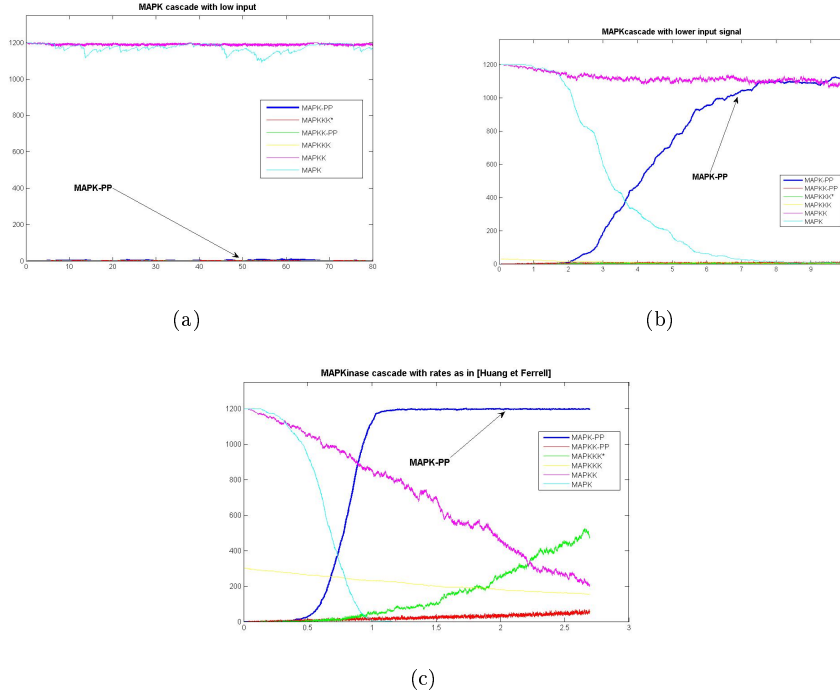 MAPK cascade with low input
1200
1000
800
600
400
200
0
0 10 20 30 40 50 60 70 80
MAPK-PP
MAPKKK*
MAPKK-PP
MAPKKK
MAPKK
MAPK
MAPK-PP
(a)
MAPKcascade with lower input signal
1200
1000
800
600
400
200
0
0 1 2 3 4 5 6 7 8 9
MAPK-PP
MAPK-PP
MAPKK-PP
MAPKKK*
MAPKKK
MAPKK
MAPK
(b)
MAPKinase cascade with rates as in [Huang et Ferrell]
1200
1000
800
600
400
200
0
0 0.5 1 1.5 2 2.5 3
MAPK-PP
MAPK-PP
MAPKK-PP
MAPKKK*
MAPKKK
MAPKK
MAPK
(c)